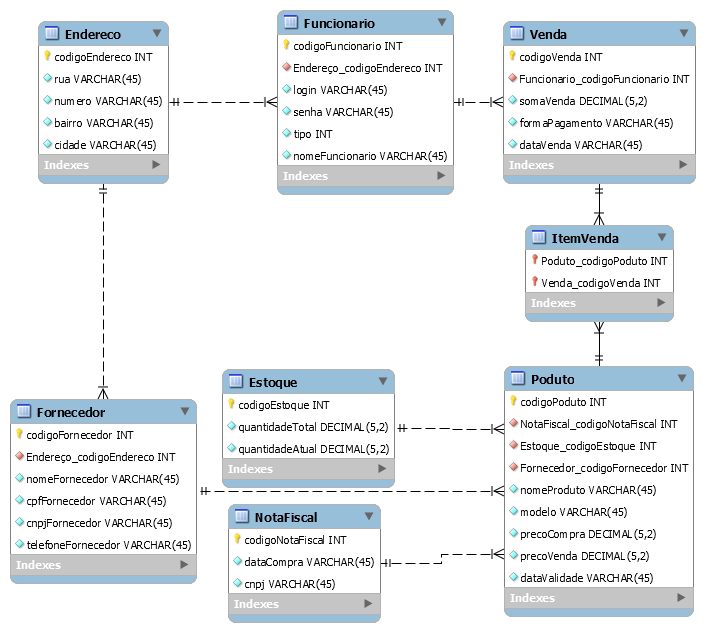 Endereco
codigoEndereco INT
rua VARCHAR(45)
numero VARCHAR(45)
bairro VARCHAR(45)
cidade VARCHAR(45)
Indexes
Funcionario
codigoFuncionario INT
Endereço_codigoEndereco INT
login VARCHAR(45)
senha VARCHAR(45)
tipo INT
nomeFuncionario VARCHAR(45)
Indexes
Venda
codigoVenda INT
Funcionario_codigoFuncionario INT
somaVenda DECIMAL(5,2)
formaPagamento VARCHAR(45)
dataVenda VARCHAR(45)
Indexes
ItemVenda
Poduto_codigoPoduto INT
Venda_codigoVenda INT
Indexes
Fornecedor
codigoFornecedor INT
Endereço_codigoEndereco INT
nomeFornecedor VARCHAR(45)
cpfFornecedor VARCHAR(45)
cnpjFornecedor VARCHAR(45)
telefoneFornecedor VARCHAR(45)
Indexes
Estoque
codigoEstoque INT
quantidadeTotal DECIMAL(5,2)
quantidadeAtual DECIMAL(5,2)
Indexes
NotaFiscal
codigoNotaFiscal INT
dataCompra VARCHAR(45)
cnpj VARCHAR(45)
Indexes
Poduto
codigoPoduto INT
NotaFiscal_codigoNotaFiscal INT
Estoque_codigoEstoque INT
Fornecedor_codigoFornecedor INT
nomeProduto VARCHAR(45)
modelo VARCHAR(45)
precoCompra DECIMAL(5,2)
precoVenda DECIMAL(5,2)
dataValidade VARCHAR(45)
Indexes